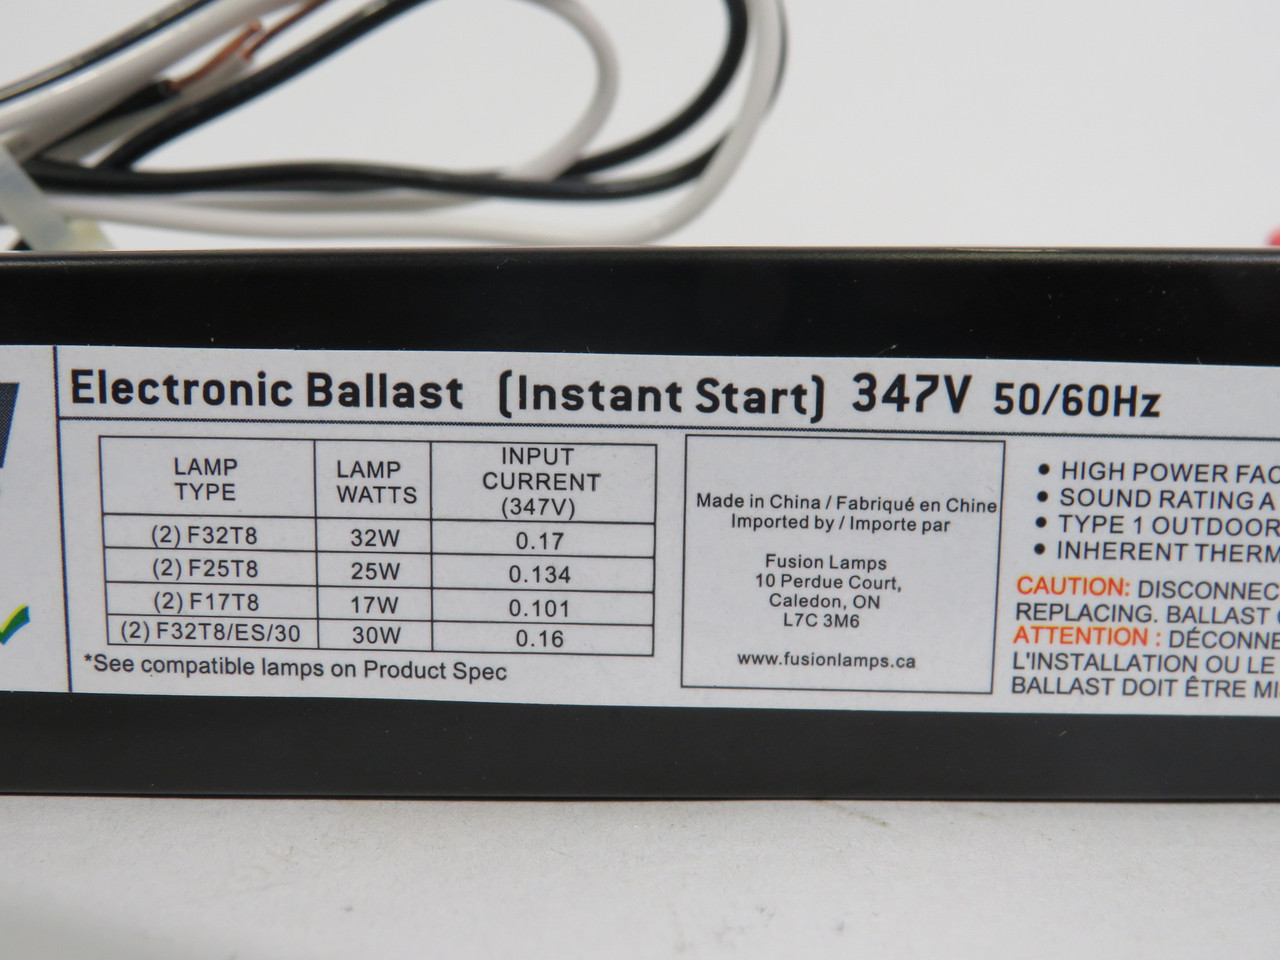 Electronic Ballast (Instant Start) 347V 50/60Hz
LAMP TYPE LAMP WATTS INPUT CURRENT (347V)
(2) F32T8 32W 0.17
(2) F25T8 25W 0.134
(2) F17T8 17W 0.101
(2) F32T8/ES/30 30W 0.16
*See compatible lamps on Product Spec
Made in China / Fabriqué en Chine
Imported by / Importe par
Fusion Lamps
10 Perdue Court,
Caledon, ON
L7C 3M6
www.fusionlamps.ca
• HIGH POWER FAC
• SOUND RATING A
• TYPE 1 OUTDOOR
• INHERENT THERM
CAUTION: DISCONNEC
REPLACING. BALLAST
ATTENTION : DÉCONNE
L'INSTALLATION OU LE
BALLAST DOIT ÊTRE MI